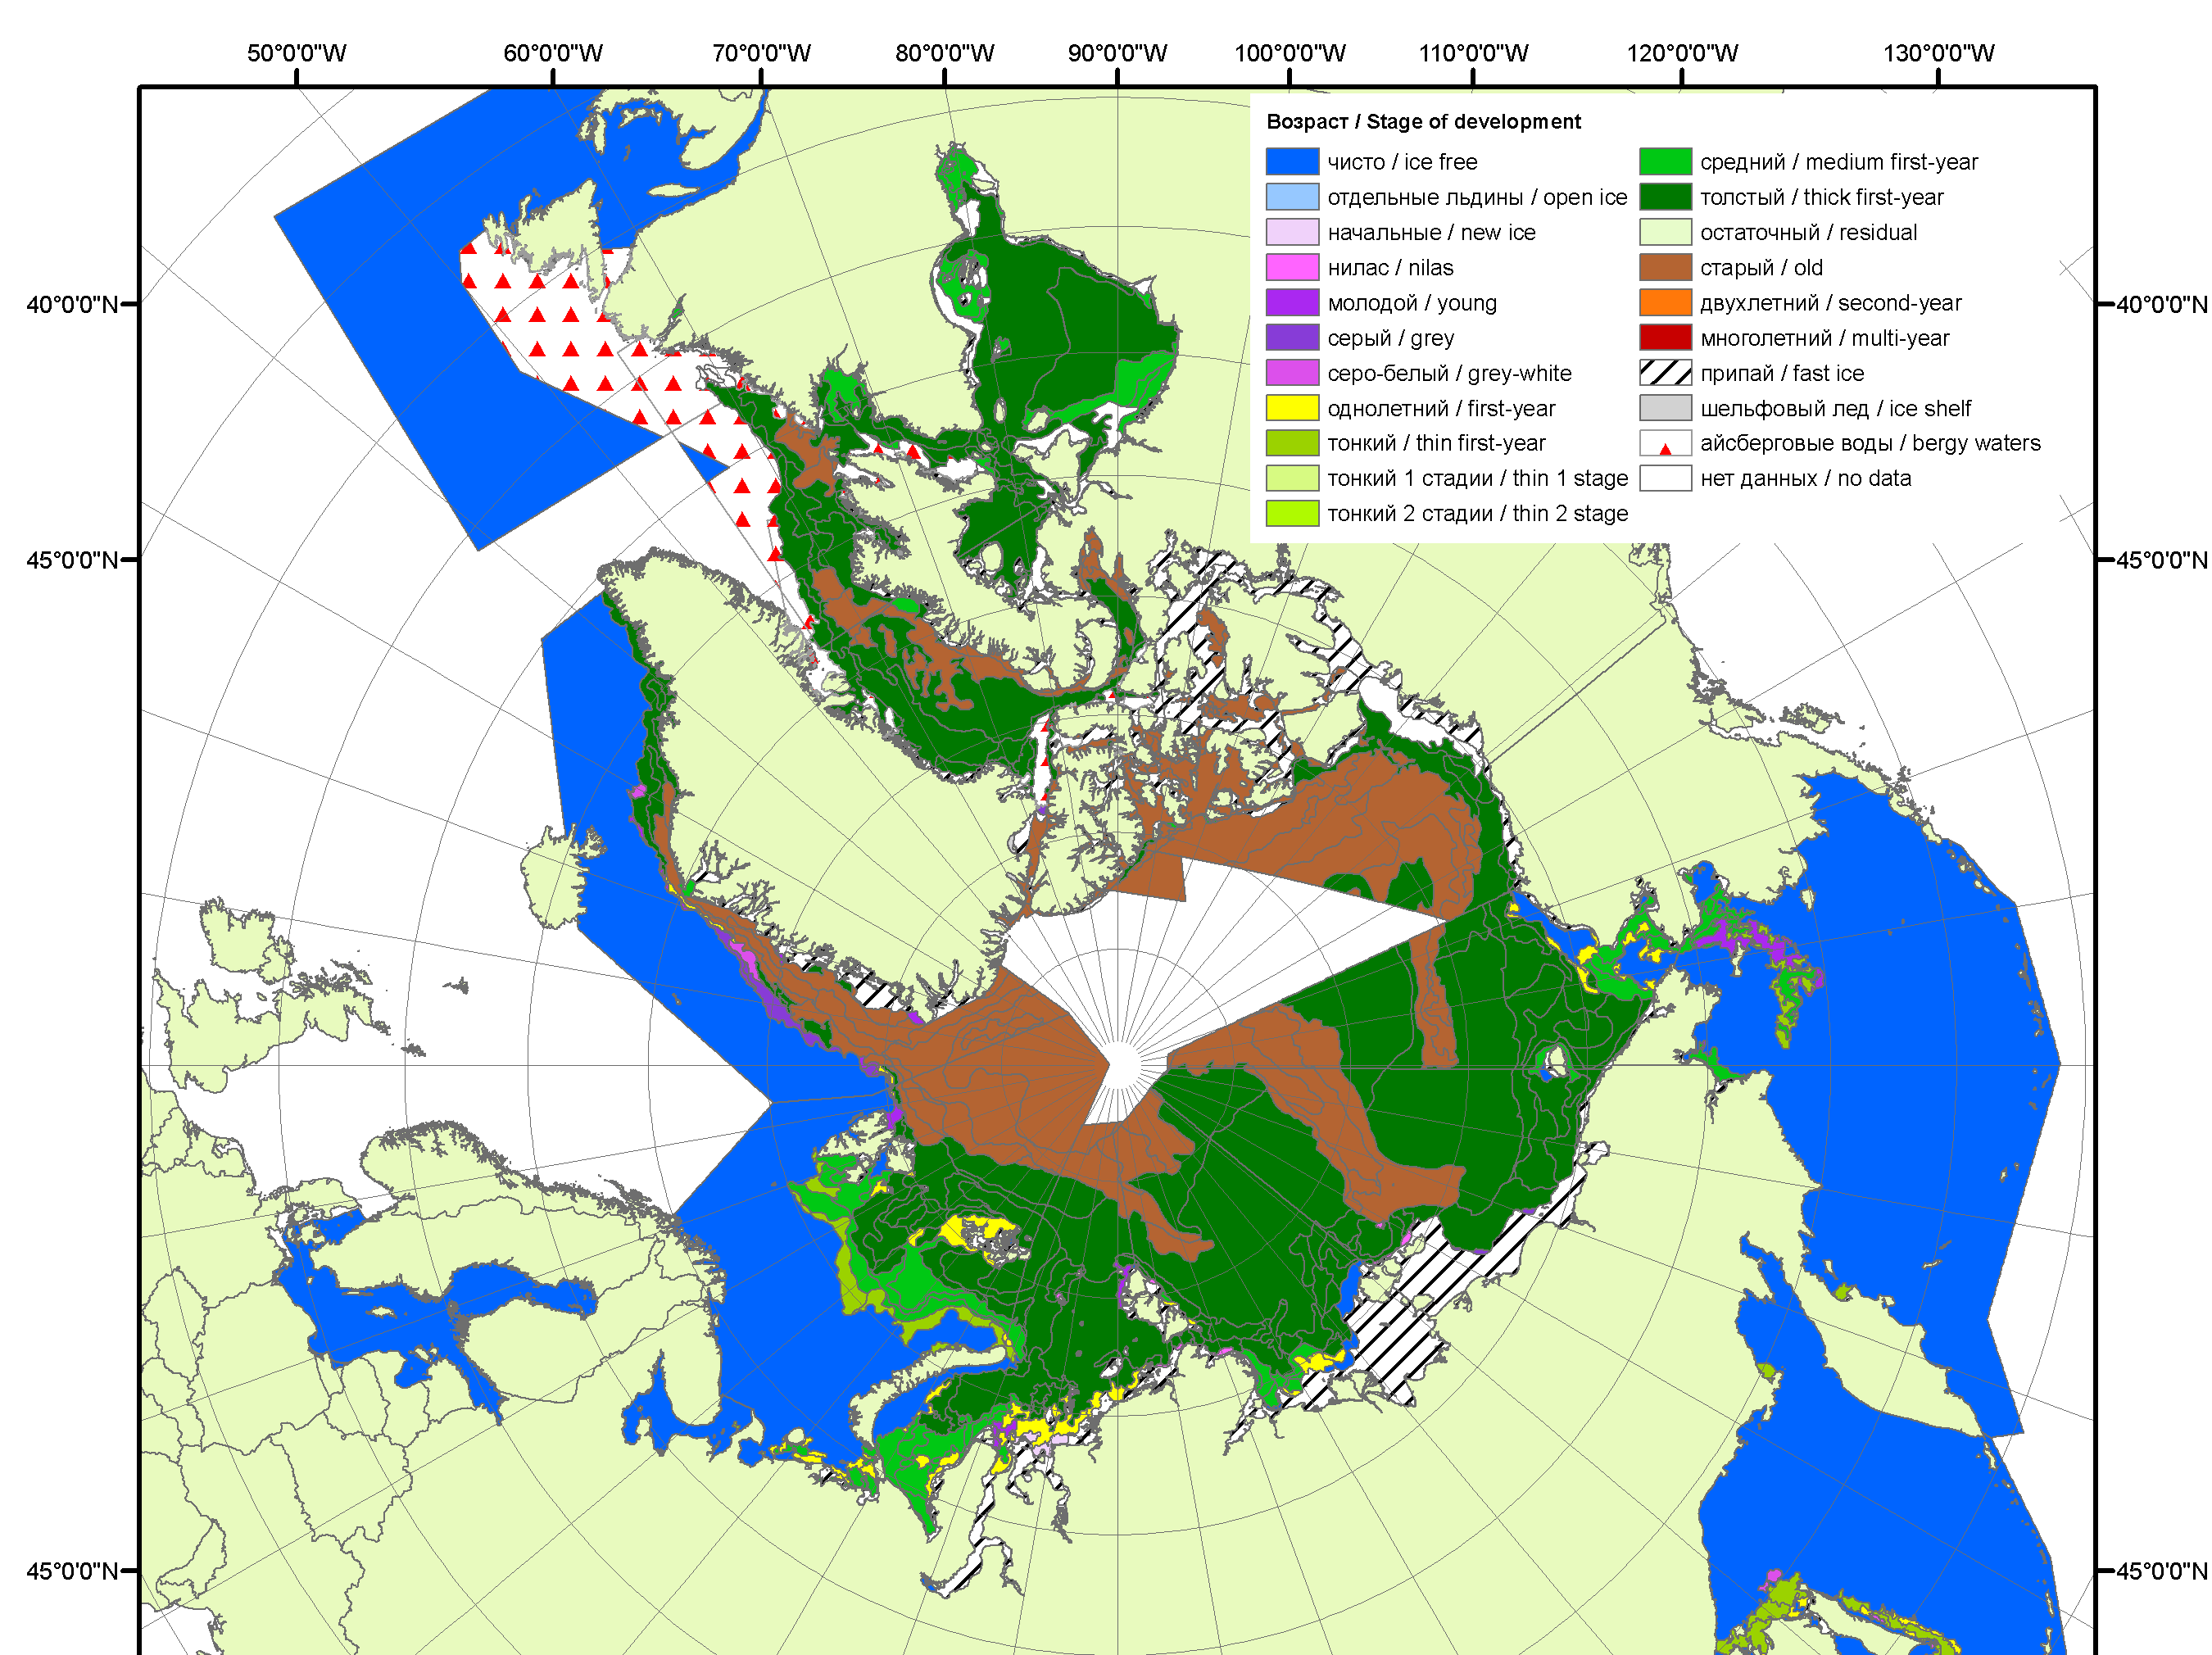 50°0'0"W 60°0'0"W 70°0'0"W 80°0'0"W 90°0'0"W 100°0'0"W 110°0'0"W 120°0'0"W 130°0'0"W
Возраст / Stage of development
чисто / ice free
отдельные льдины / open ice
начальные / new ice
нилас / nilas
молодой / young
серый / grey
серо-белый / grey-white
однолетний / first-year
тонкий / thin first-year
тонкий 1 стадии / thin 1 stage
тонкий 2 стадии / thin 2 stage
средний / medium first-year
толстый / thick first-year
остаточный / residual
старый / old
двухлетний / second-year
многолетний / multi-year
припай / fast ice
шельфовый лед / ice shelf
айсберговые воды / bergy waters
нет данных / no data
40°0'0"N 40°0'0"N
45°0'0"N 45°0'0"N
45°0'0"N 45°0'0"N